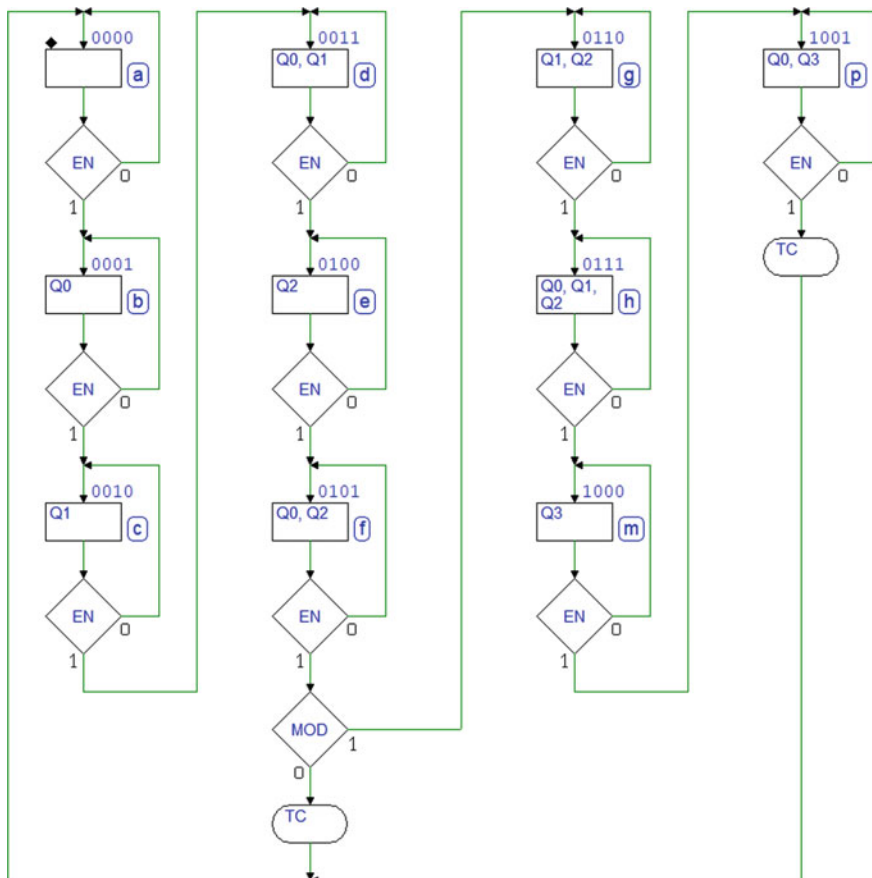 0000
a
EN
0
1
0001
Q0
b
EN
0
1
0010
Q1
c
EN
0
1
0011
Q0, Q1
d
EN
0
1
0100
Q2
e
EN
0
1
0101
Q0, Q2
f
EN
0
1
MOD
1
0
TC
0110
Q1, Q2
g
EN
0
1
0111
Q0, Q1,
Q2
h
EN
0
1
1000
Q3
m
EN
0
1
1001
Q0, Q3
p
EN
0
1
TC